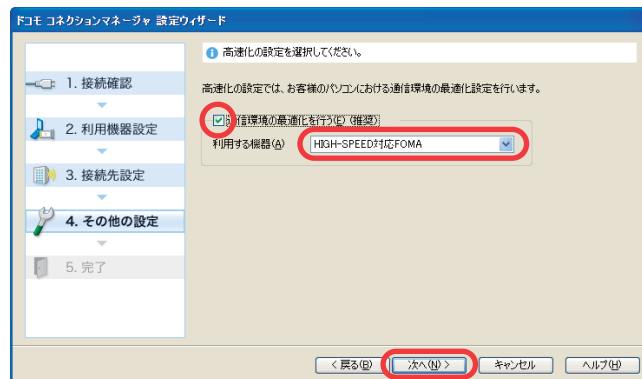 ドコモ コネクションマネージャ 設定ウィザード
高速化の設定を選択してください。
1. 接続確認
2. 利用機器設定
3. 接続先設定
4. その他の設定
5. 完了
高速化の設定では、お客様のパソコンにおける通信環境の最適化設定を行います。
通信環境の最適化を行う(E) (推奨)
利用する機器(A) HIGH-SPEED対応FOMA
< 戻る(B) 次へ(N) > キャンセル ヘルプ(H)